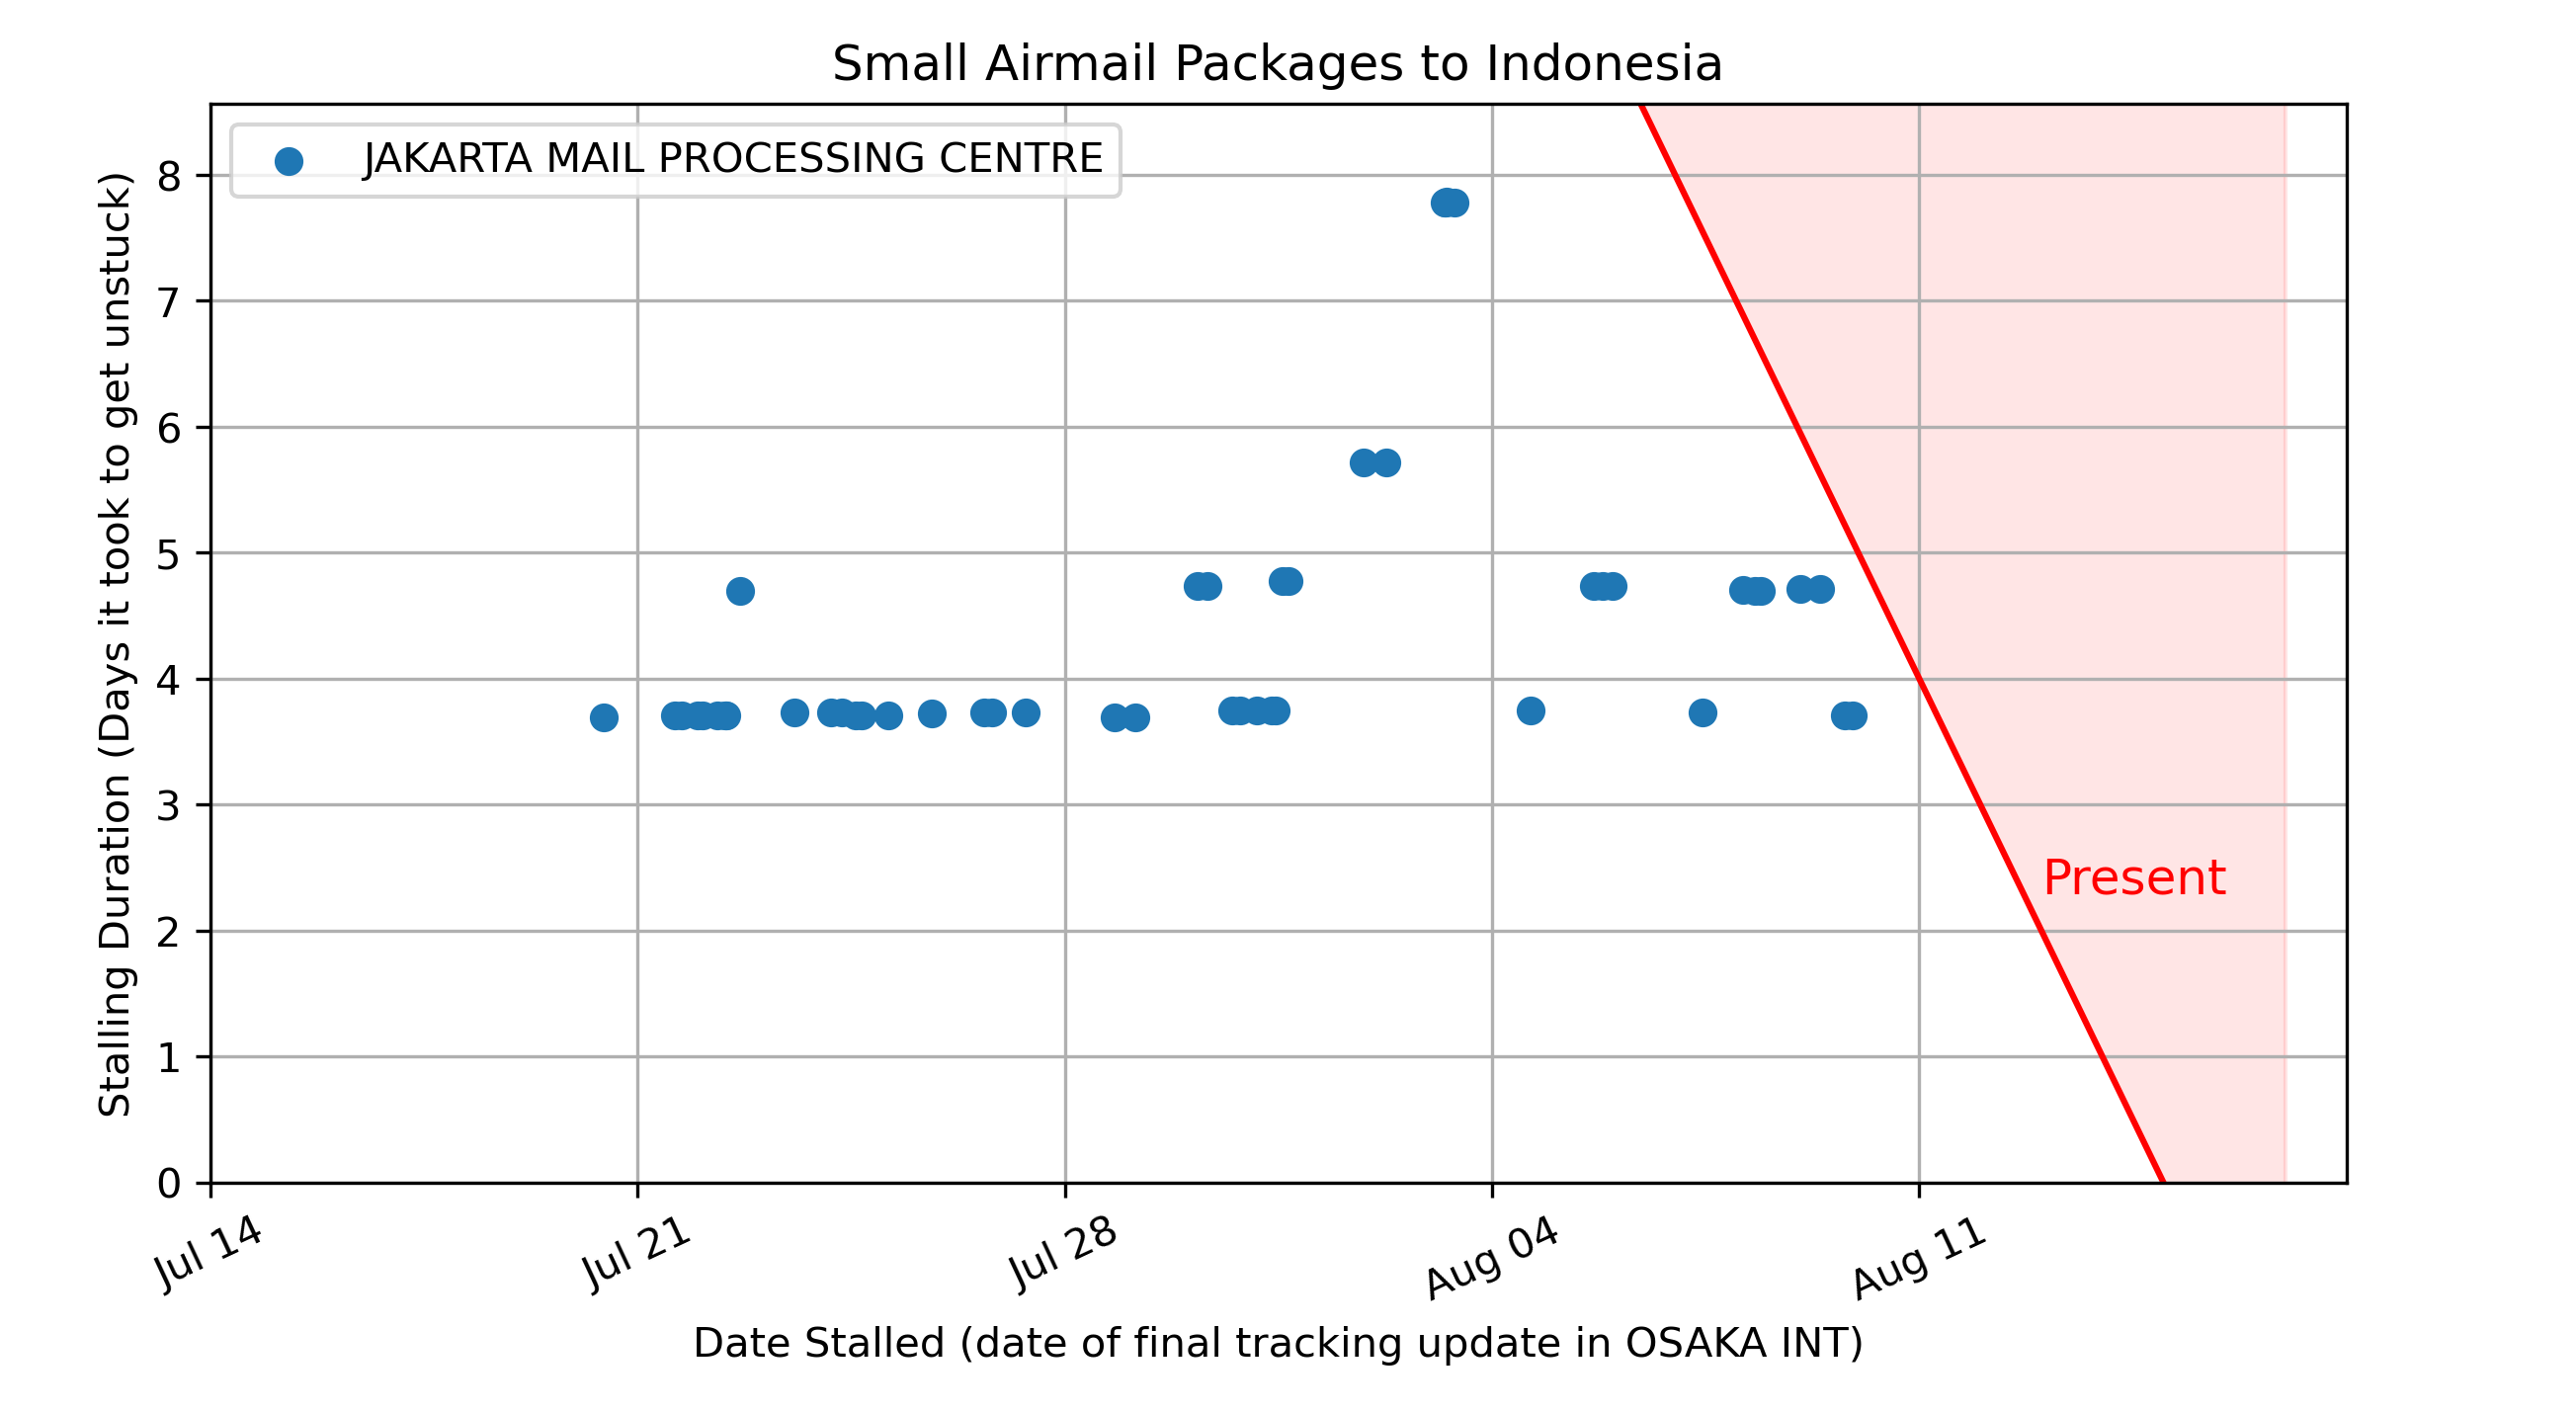 Small Airmail Packages to Indonesia
JAKARTA MAIL PROCESSING CENTRE
Stalling Duration (Days it took to get unstuck)
8
7
6
5
4
3
2
1
0
Present
Jul 14
Jul 21
Jul 28
Aug 04
Aug 11
Date Stalled (date of final tracking update in OSAKA INT)